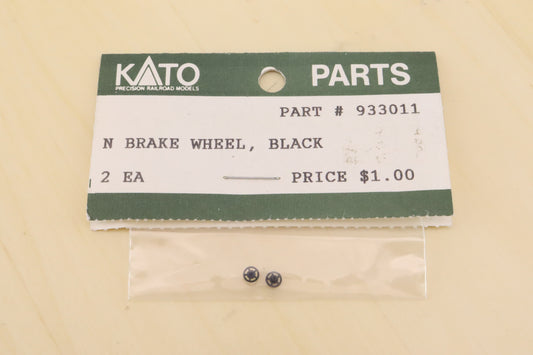 KATO
PRECISION RAILROAD MODELS
PARTS
PART # 933011
N BRAKE WHEEL, BLACK
2 EA
PRICE $1.00